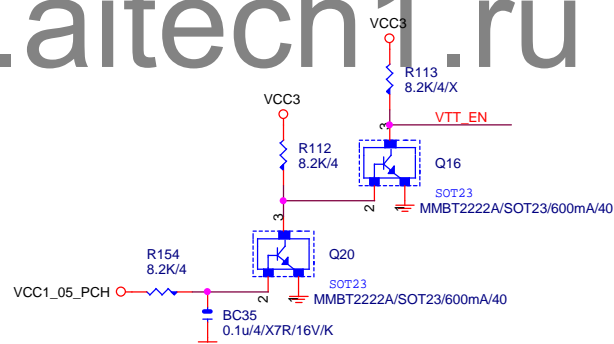 .aitech1.ru
VCC3
R113
8.2K/4/X
VTT_EN
3
VCC3
R112
8.2K/4
Q16
2
1
SOT23
MMBT2222A/SOT23/600mA/40
3
R154
8.2K/4
Q20
VCC1_05_PCH
2
1
SOT23
MMBT2222A/SOT23/600mA/40
BC35
0.1u/4/X7R/16V/K